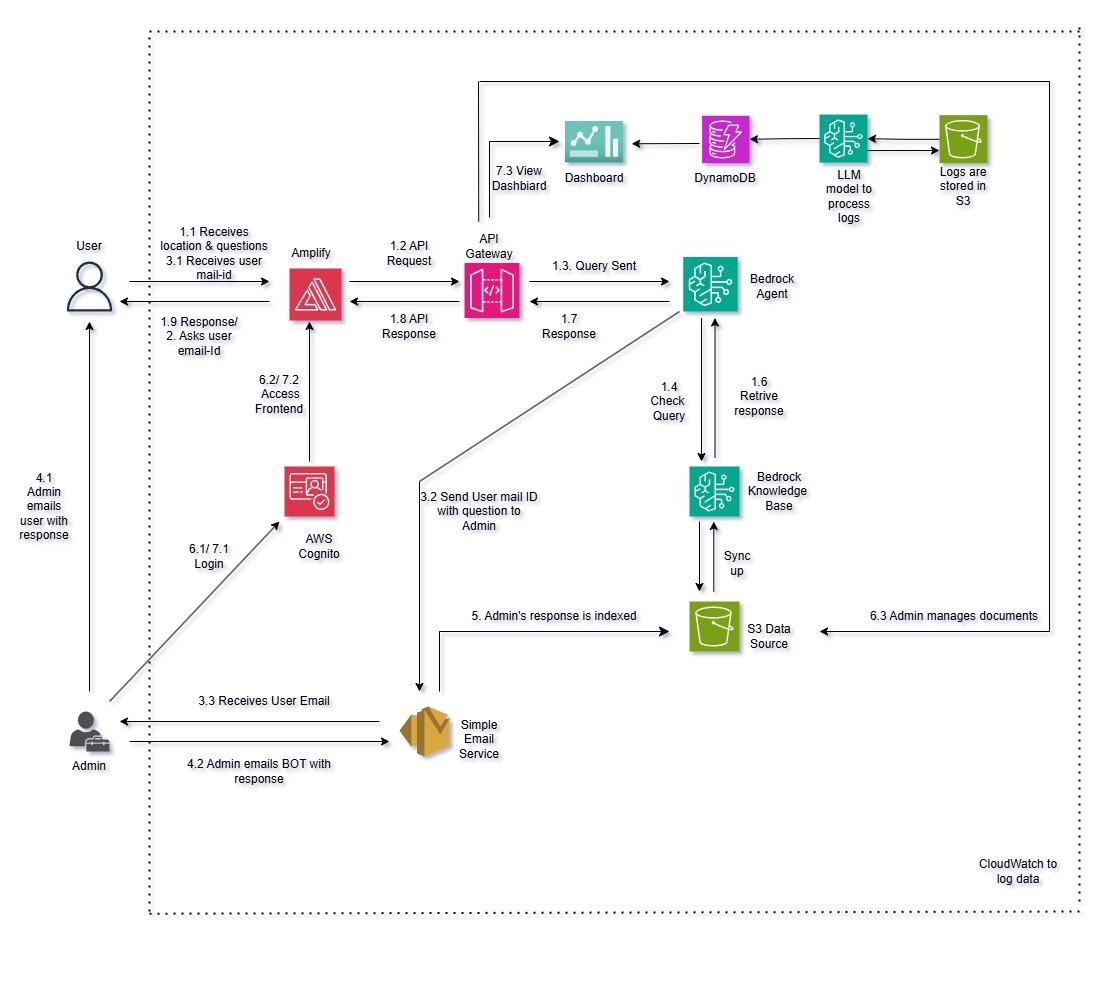 7.3 View
Dashbiard
Dashboard
DynamoDB
LLM
model to
process
logs
Logs are
stored in
S3
User
1.1 Receives
location & questions
3.1 Receives user
mail-id
Amplify
1.2 API
Request
API
Gateway
1.3. Query Sent
Bedrock
Agent
1.9 Response/
2. Asks user
email-Id
1.8 API
Response
1.7
Response
6.2/ 7.2
Access
Frontend
1.4
Check
Query
1.6
Retrive
response
4.1
Admin
emails
user with
response
3.2 Send User mail ID
with question to
Admin
Bedrock
Knowledge
Base
6.1/ 7.1
Login
AWS
Cognito
Sync
up
5. Admin's response is indexed
S3 Data
Source
6.3 Admin manages documents
3.3 Receives User Email
Simple
Email
Service
Admin
4.2 Admin emails BOT with
response
CloudWatch to
log data